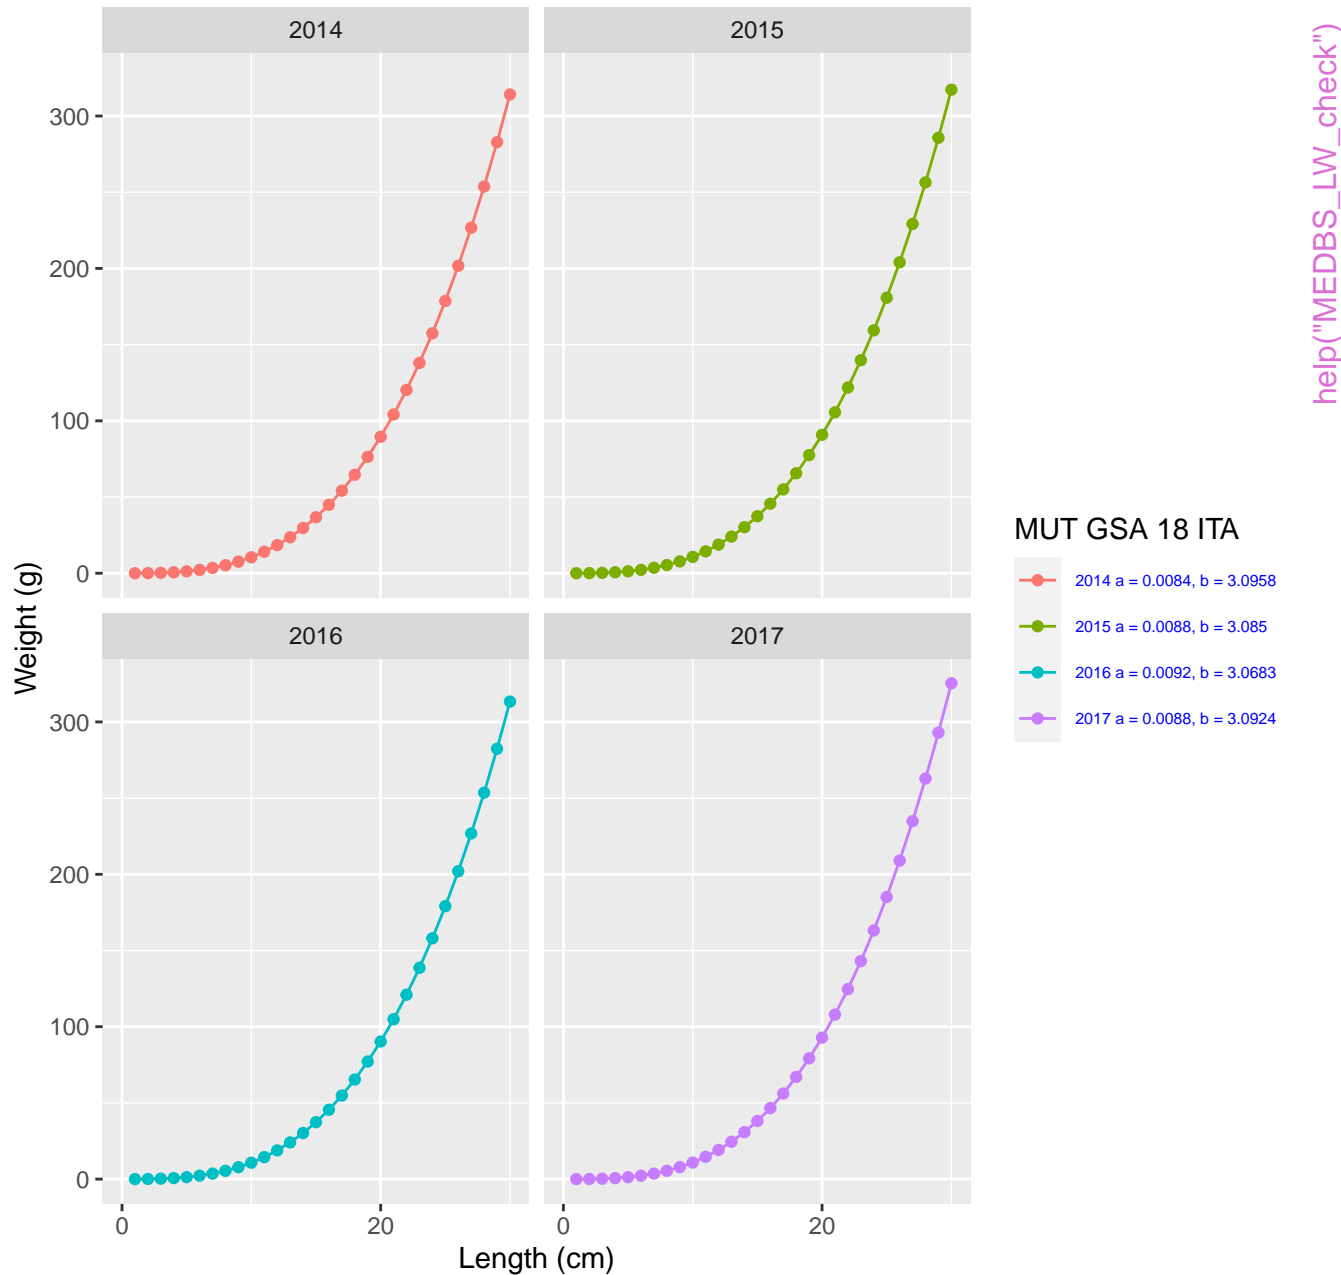 2014
2015
300
200
100
0
2016
2017
300
200
100
0
0
20
0
20
Length (cm)
Weight (g)
MUT GSA 18 ITA
2014 a = 0.0084, b = 3.0958
2015 a = 0.0088, b = 3.085
2016 a = 0.0092, b = 3.0683
2017 a = 0.0088, b = 3.0924
help("MEDBS_LW_check")